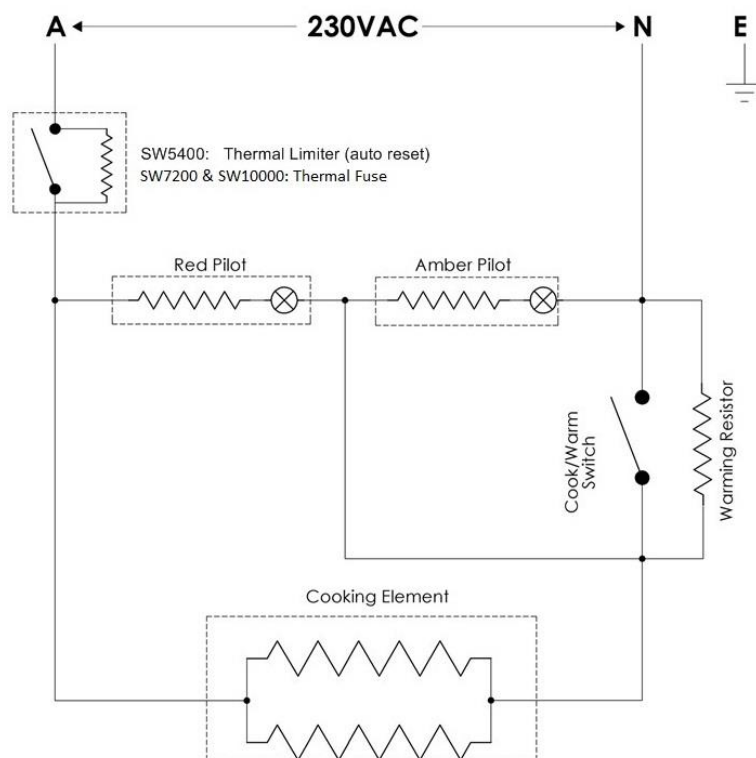 A 230VAC N E
SW5400: Thermal Limiter (auto reset)
SW7200 & SW10000: Thermal Fuse
Red Pilot
Amber Pilot
Cook/Warm
Switch
Warming Resistor
Cooking Element